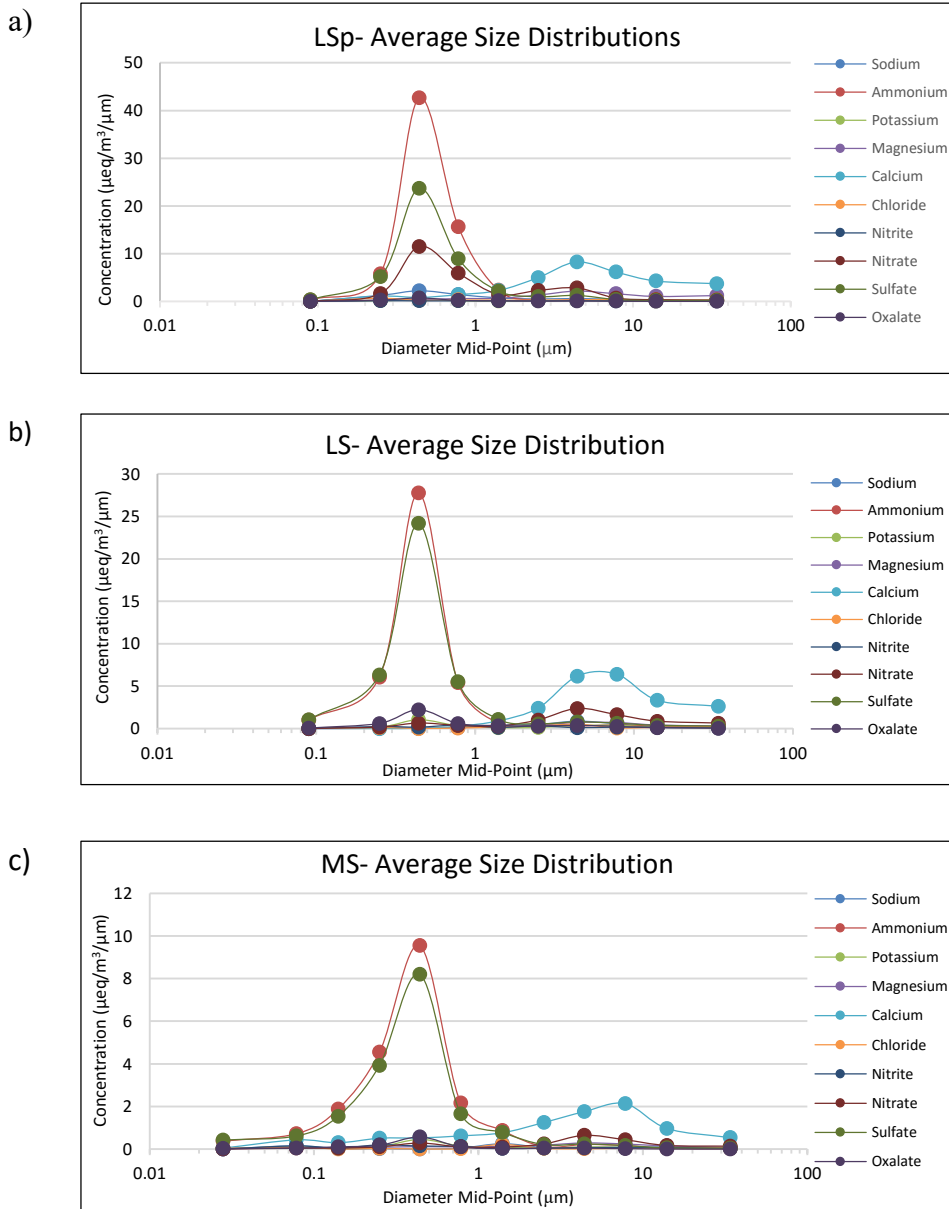 a)
LSp- Average Size Distributions
50
40
30
20
10
0
0.01 0.1 1 10 100
Concentration (µeq/m³/µm)
Diameter Mid-Point (µm)
Sodium
Ammonium
Potassium
Magnesium
Calcium
Chloride
Nitrite
Nitrate
Sulfate
Oxalate
b)
LS- Average Size Distribution
30
25
20
15
10
5
0
0.01 0.1 1 10 100
Concentration (µeq/m³/µm)
Diameter Mid-Point (µm)
Sodium
Ammonium
Potassium
Magnesium
Calcium
Chloride
Nitrite
Nitrate
Sulfate
Oxalate
c)
MS- Average Size Distribution
12
10
8
6
4
2
0
0.01 0.1 1 10 100
Concentration (µeq/m³/µm)
Diameter Mid-Point (µm)
Sodium
Ammonium
Potassium
Magnesium
Calcium
Chloride
Nitrite
Nitrate
Sulfate
Oxalate